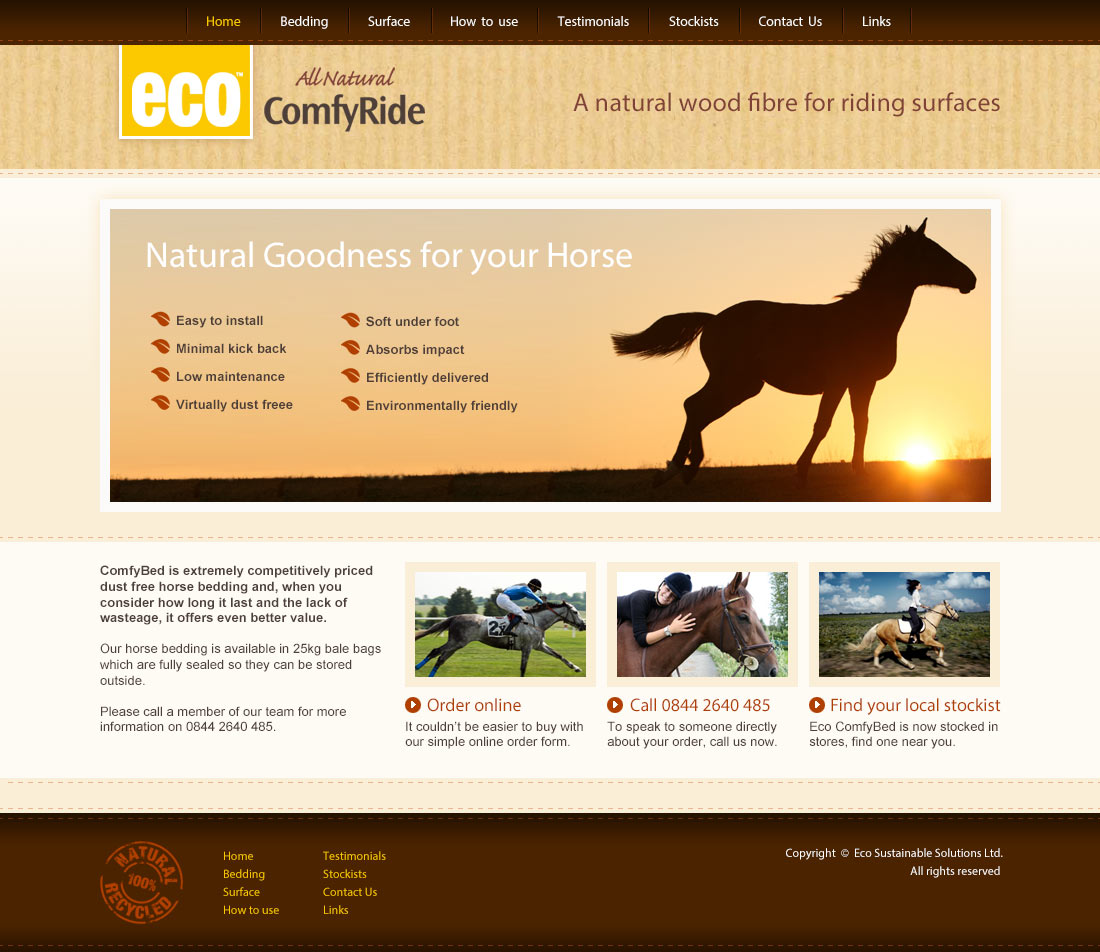 Home Bedding Surface How to use Testimonials Stockists Contact Us Links
eco™
All Natural
ComfyRide
A natural wood fibre for riding surfaces
Natural Goodness for your Horse
Easy to install
Minimal kick back
Low maintenance
Virtually dust freee
Soft under foot
Absorbs impact
Efficiently delivered
Environmentally friendly
ComfyBed is extremely competitively priced
dust free horse bedding and, when you
consider how long it last and the lack of
wasteage, it offers even better value.
Our horse bedding is available in 25kg bale bags
which are fully sealed so they can be stored
outside.
Please call a member of our team for more
information on 0844 2640 485.
Order online
It couldn't be easier to buy with
our simple online order form.
Call 0844 2640 485
To speak to someone directly
about your order, call us now.
Find your local stockist
Eco ComfyBed is now stocked in
stores, find one near you.
NATURAL
100%
RECYCLED
Home
Bedding
Surface
How to use
Testimonials
Stockists
Contact Us
Links
Copyright © Eco Sustainable Solutions Ltd.
All rights reserved